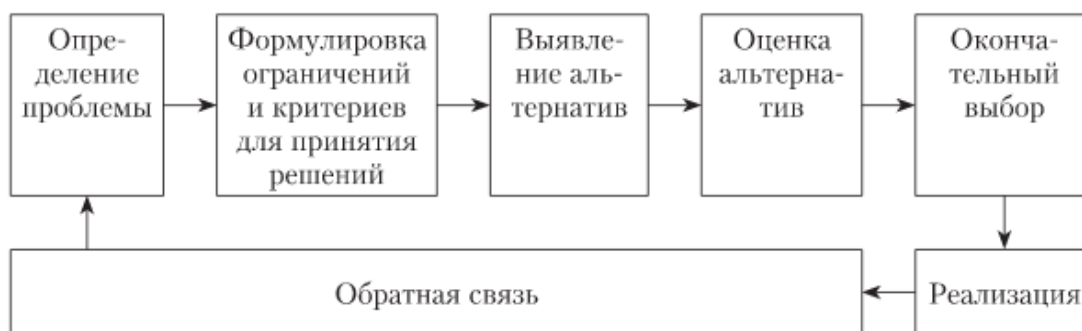 Опре-
деление
проблемы
Формулировка
ограничений
и критериев
для принятия
решений
Выявле-
ние аль-
тернатив
Оценка
альтерна-
тив
Оконча-
тельный
выбор
Обратная связь
Реализация